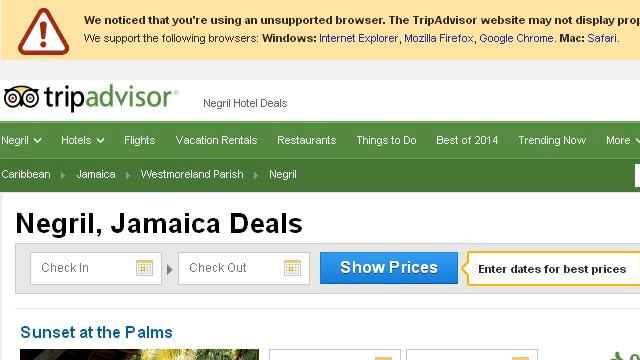 We noticed that you're using an unsupported browser. The TripAdvisor website may not display
We support the following browsers: Windows: Internet Explorer, Mozilla Firefox, Google Chrome. Mac: Safari.
tripadvisor® Negril Hotel Deals
Negril Hotels Flights Vacation Rentals Restaurants Things to Do Best of 2014 Trending Now More
Caribbean Jamaica Westmoreland Parish Negril
Negril, Jamaica Deals
Check In Check Out Show Prices Enter dates for best prices
Sunset at the Palms